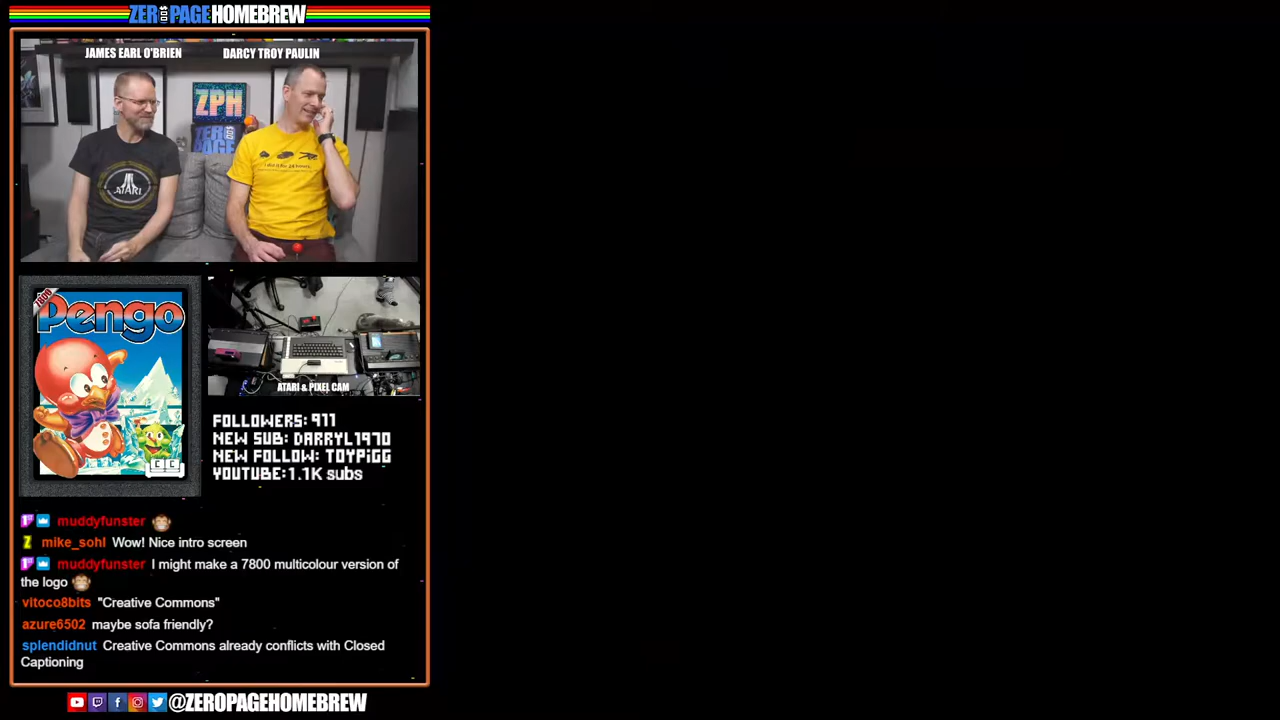 ZEROPAGEHOMEBREW
JAMES EARL O'BRIEN
DARCY TROY PAULIN
ZPH
ZERO
PAGE
ATARI
7800
Pengo
CC
ATARI & PIXEL CAM
FOLLOWERS: 911
NEW SUB: DARRYL1970
NEW FOLLOW: TOYPIGG
YOUTUBE:1.1K subs
muddyfunster
mike_sohl Wow! Nice intro screen
muddyfunster I might make a 7800 multicolour version of
the logo
vitoco8bits "Creative Commons"
azure6502 maybe sofa friendly?
splendidnut Creative Commons already conflicts with Closed
Captioning
@ZEROPAGEHOMEBREW